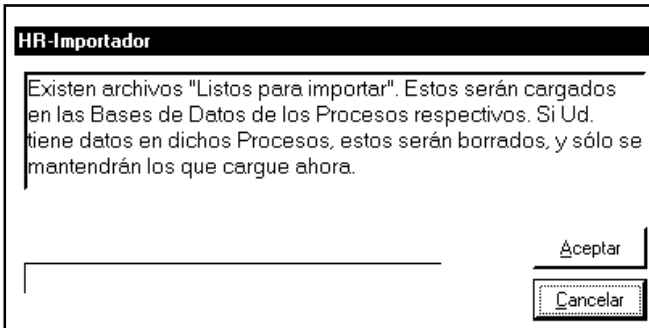 HR-Importador
Existen archivos "Listos para importar". Estos serán cargados
en las Bases de Datos de los Procesos respectivos. Si Ud.
tiene datos en dichos Procesos, estos serán borrados, y sólo se
mantendrán los que cargue ahora.
Aceptar
Cancelar